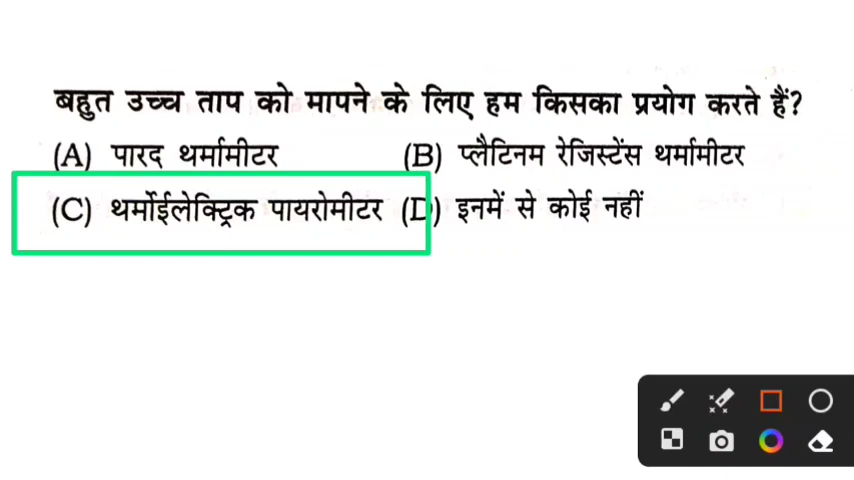 बहुत उच्च ताप को मापने के लिए हम किसका प्रयोग करते हैं?
(A) पारद थर्मामीटर (B) प्लैटिनम रेजिस्टेंस थर्मामीटर
(C) थर्मोईलेक्ट्रिक पायरोमीटर (D) इनमें से कोई नहीं